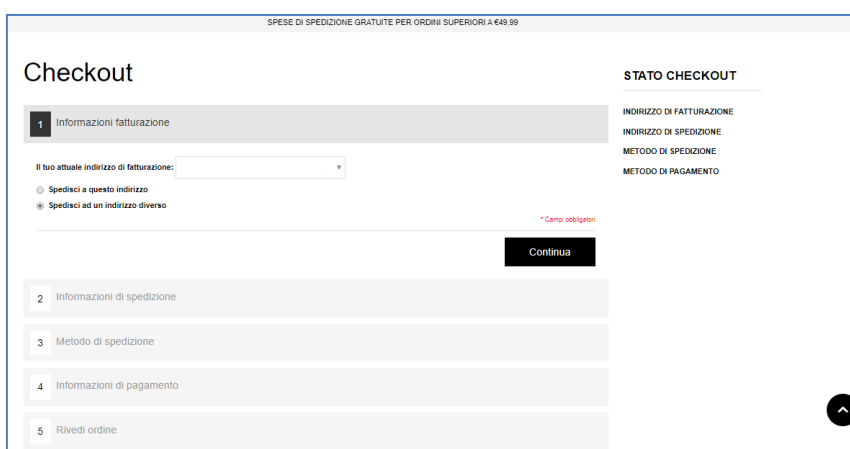 SPESE DI SPEDIZIONE GRATUITE PER ORDINI SUPERIORI A €49,99
Checkout
1 Informazioni fatturazione
Il tuo attuale indirizzo di fatturazione:
Spedisci a questo indirizzo
Spedisci ad un indirizzo diverso
* Campi obbligatori
Continua
2 Informazioni di spedizione
3 Metodo di spedizione
4 Informazioni di pagamento
5 Rivedi ordine
STATO CHECKOUT
INDIRIZZO DI FATTURAZIONE
INDIRIZZO DI SPEDIZIONE
METODO DI SPEDIZIONE
METODO DI PAGAMENTO